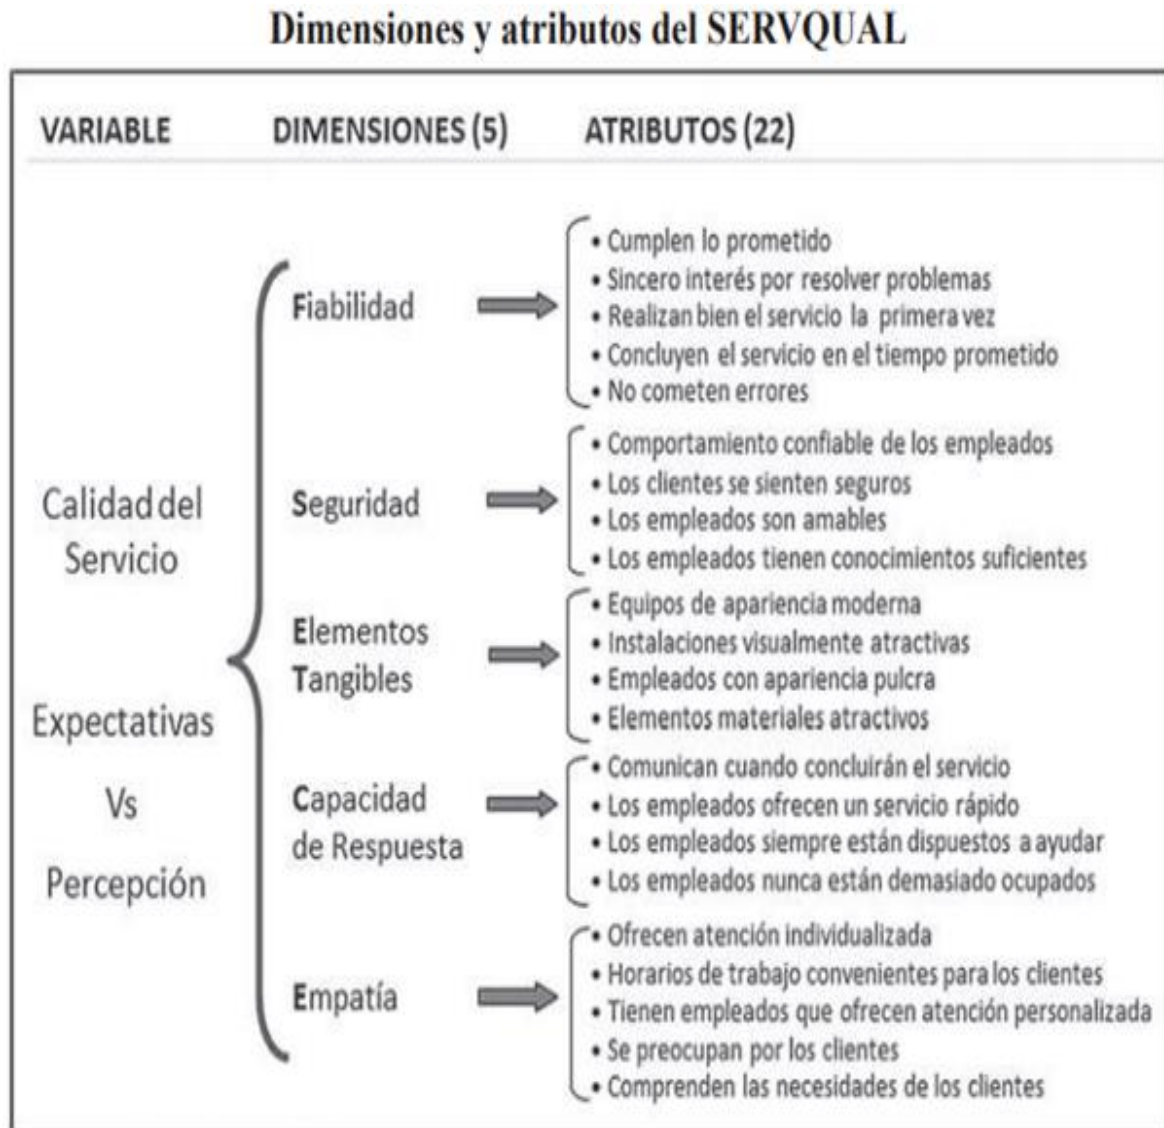 Dimensiones y atributos del SERVQUAL
VARIABLE DIMENSIONES (5) ATRIBUTOS (22)
Calidad del
Servicio
Expectativas
Vs
Percepción
Fiabilidad
• Cumplen lo prometido
• Sincero interés por resolver problemas
• Realizan bien el servicio la primera vez
• Concluyen el servicio en el tiempo prometido
• No cometen errores
Seguridad
• Comportamiento confiable de los empleados
• Los clientes se sienten seguros
• Los empleados son amables
• Los empleados tienen conocimientos suficientes
Elementos
Tangibles
• Equipos de apariencia moderna
• Instalaciones visualmente atractivas
• Empleados con apariencia pulcra
• Elementos materiales atractivos
Capacidad
de Respuesta
• Comunican cuando concluirán el servicio
• Los empleados ofrecen un servicio rápido
• Los empleados siempre están dispuestos a ayudar
• Los empleados nunca están demasiado ocupados
Empatía
• Ofrecen atención individualizada
• Horarios de trabajo convenientes para los clientes
• Tienen empleados que ofrecen atención personalizada
• Se preocupan por los clientes
• Comprenden las necesidades de los clientes